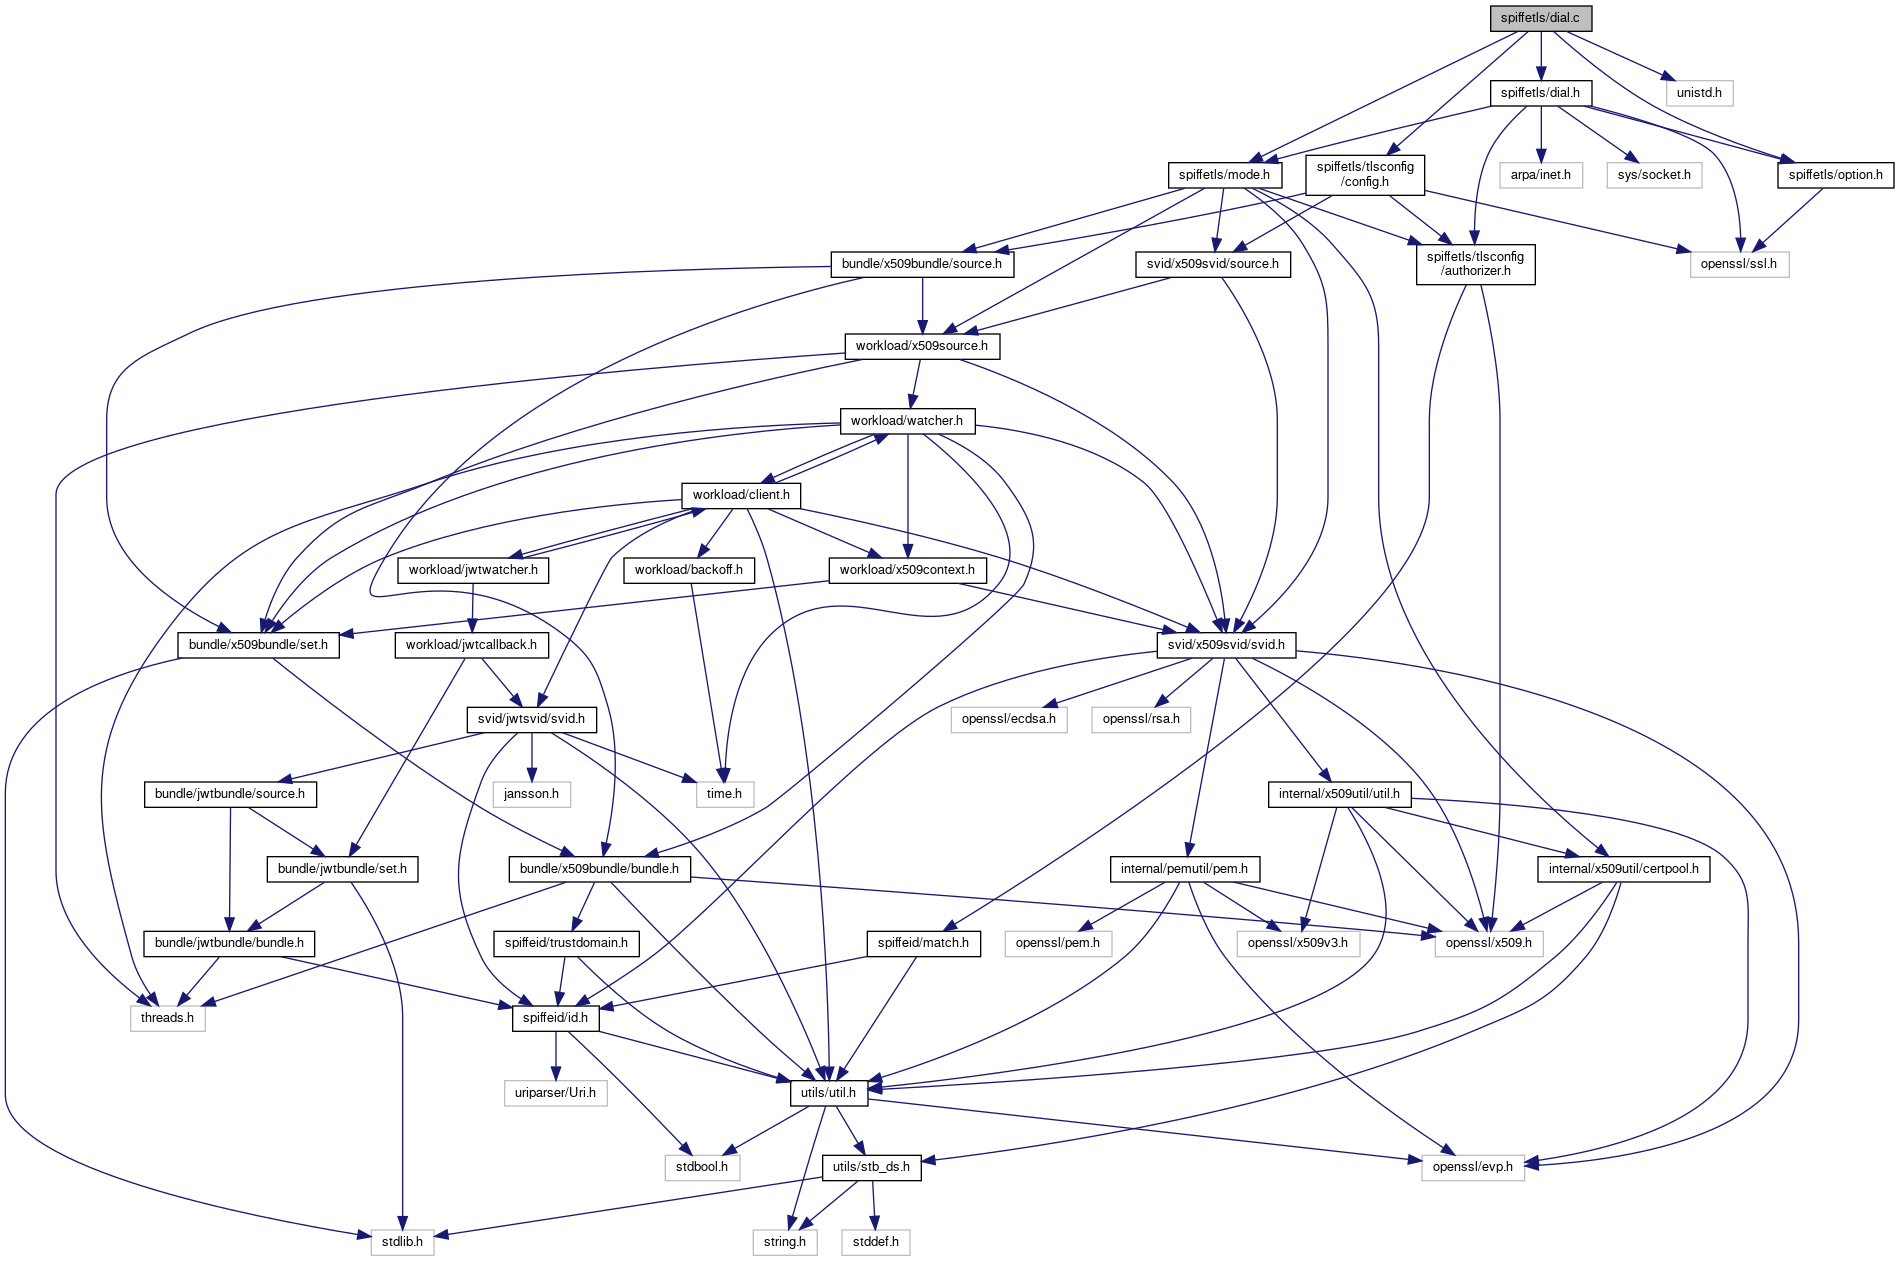 spiffetls/dial.c
spiffetls/dial.h
unistd.h
spiffetls/mode.h
spiffetls/tlsconfig
/config.h
arpa/inet.h
sys/socket.h
spiffetls/option.h
bundle/x509bundle/source.h
svid/x509svid/source.h
spiffetls/tlsconfig
/authorizer.h
openssl/ssl.h
workload/x509source.h
workload/watcher.h
workload/client.h
workload/jwtwatcher.h
workload/backoff.h
workload/x509context.h
bundle/x509bundle/set.h
workload/jwtcallback.h
svid/x509svid/svid.h
svid/jwtsvid/svid.h
openssl/ecdsa.h
openssl/rsa.h
bundle/jwtbundle/source.h
jansson.h
time.h
internal/x509util/util.h
bundle/jwtbundle/set.h
bundle/x509bundle/bundle.h
internal/pemutil/pem.h
internal/x509util/certpool.h
bundle/jwtbundle/bundle.h
spiffeid/trustdomain.h
spiffeid/match.h
openssl/pem.h
openssl/x509v3.h
openssl/x509.h
threads.h
spiffeid/id.h
uriparser/Uri.h
utils/util.h
stdbool.h
utils/stb_ds.h
openssl/evp.h
stdlib.h
string.h
stddef.h